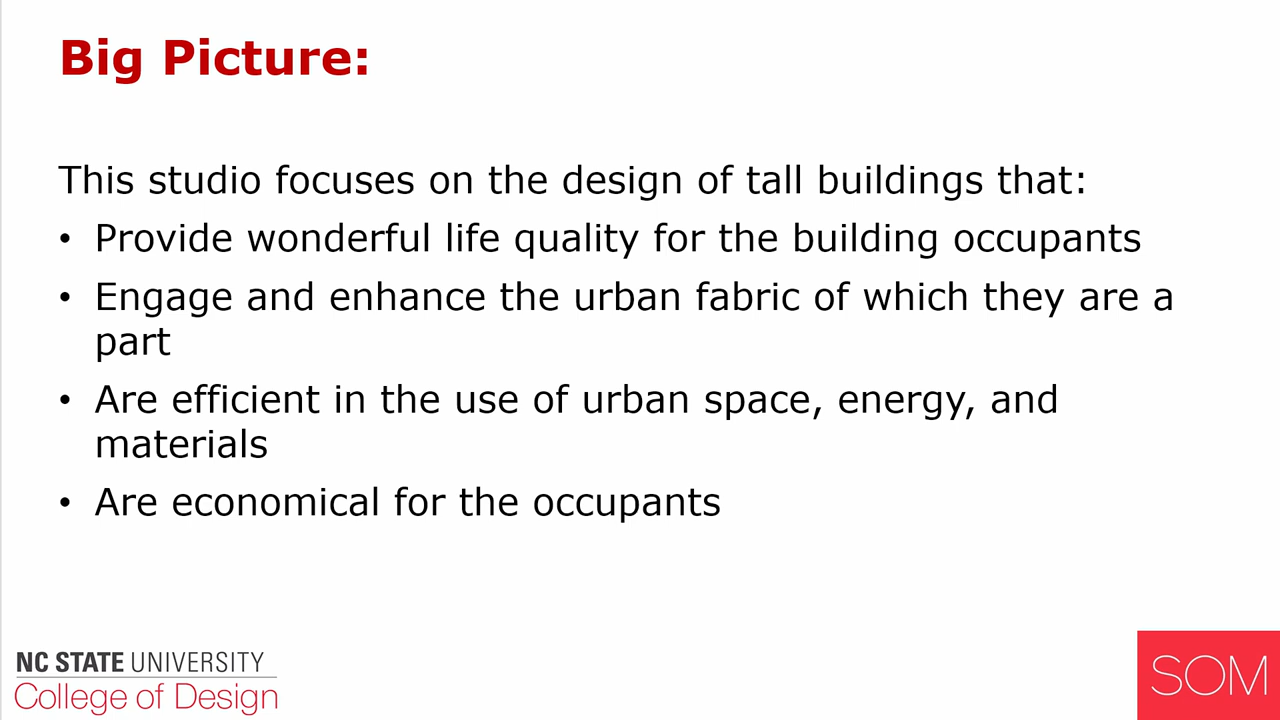 Big Picture:
This studio focuses on the design of tall buildings that:
• Provide wonderful life quality for the building occupants
• Engage and enhance the urban fabric of which they are a
part
• Are efficient in the use of urban space, energy, and
materials
• Are economical for the occupants
NC STATE UNIVERSITY
College of Design
SOM